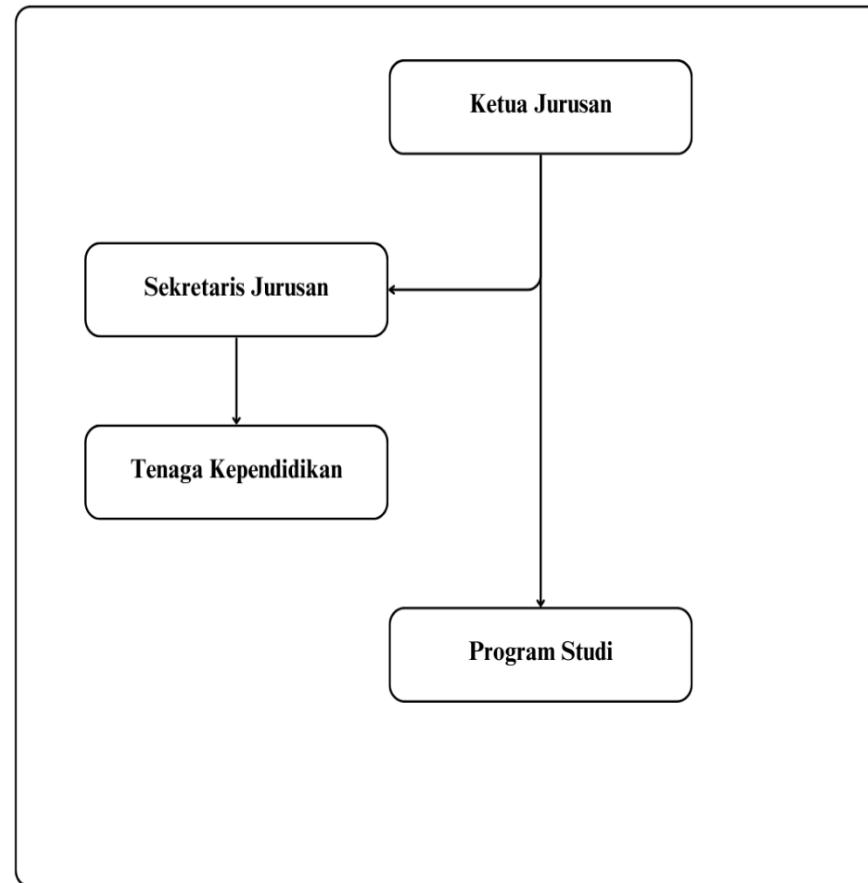 Ketua Jurusan
Sekretaris Jurusan
Tenaga Kependidikan
Program Studi